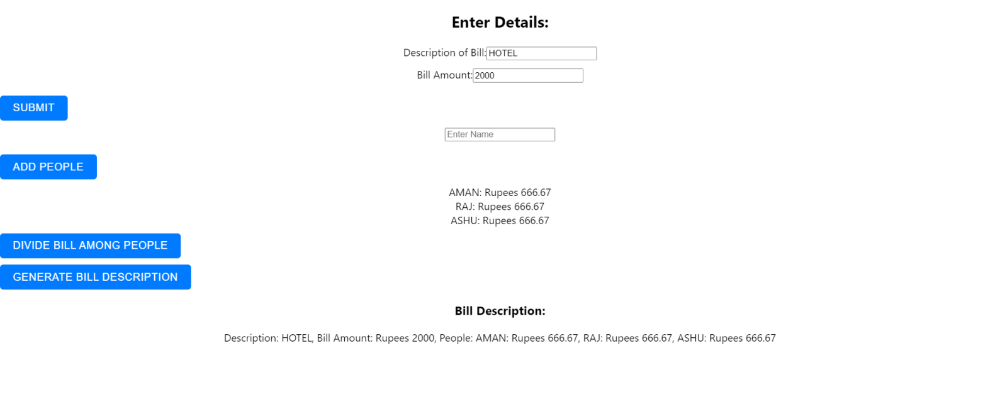 Enter Details:
Description of Bill:HOTEL
Bill Amount:2000
SUBMIT
Enter Name
ADD PEOPLE
AMAN: Rupees 666.67
RAJ: Rupees 666.67
ASHU: Rupees 666.67
DIVIDE BILL AMONG PEOPLE
GENERATE BILL DESCRIPTION
Bill Description:
Description: HOTEL, Bill Amount: Rupees 2000, People: AMAN: Rupees 666.67, RAJ: Rupees 666.67, ASHU: Rupees 666.67